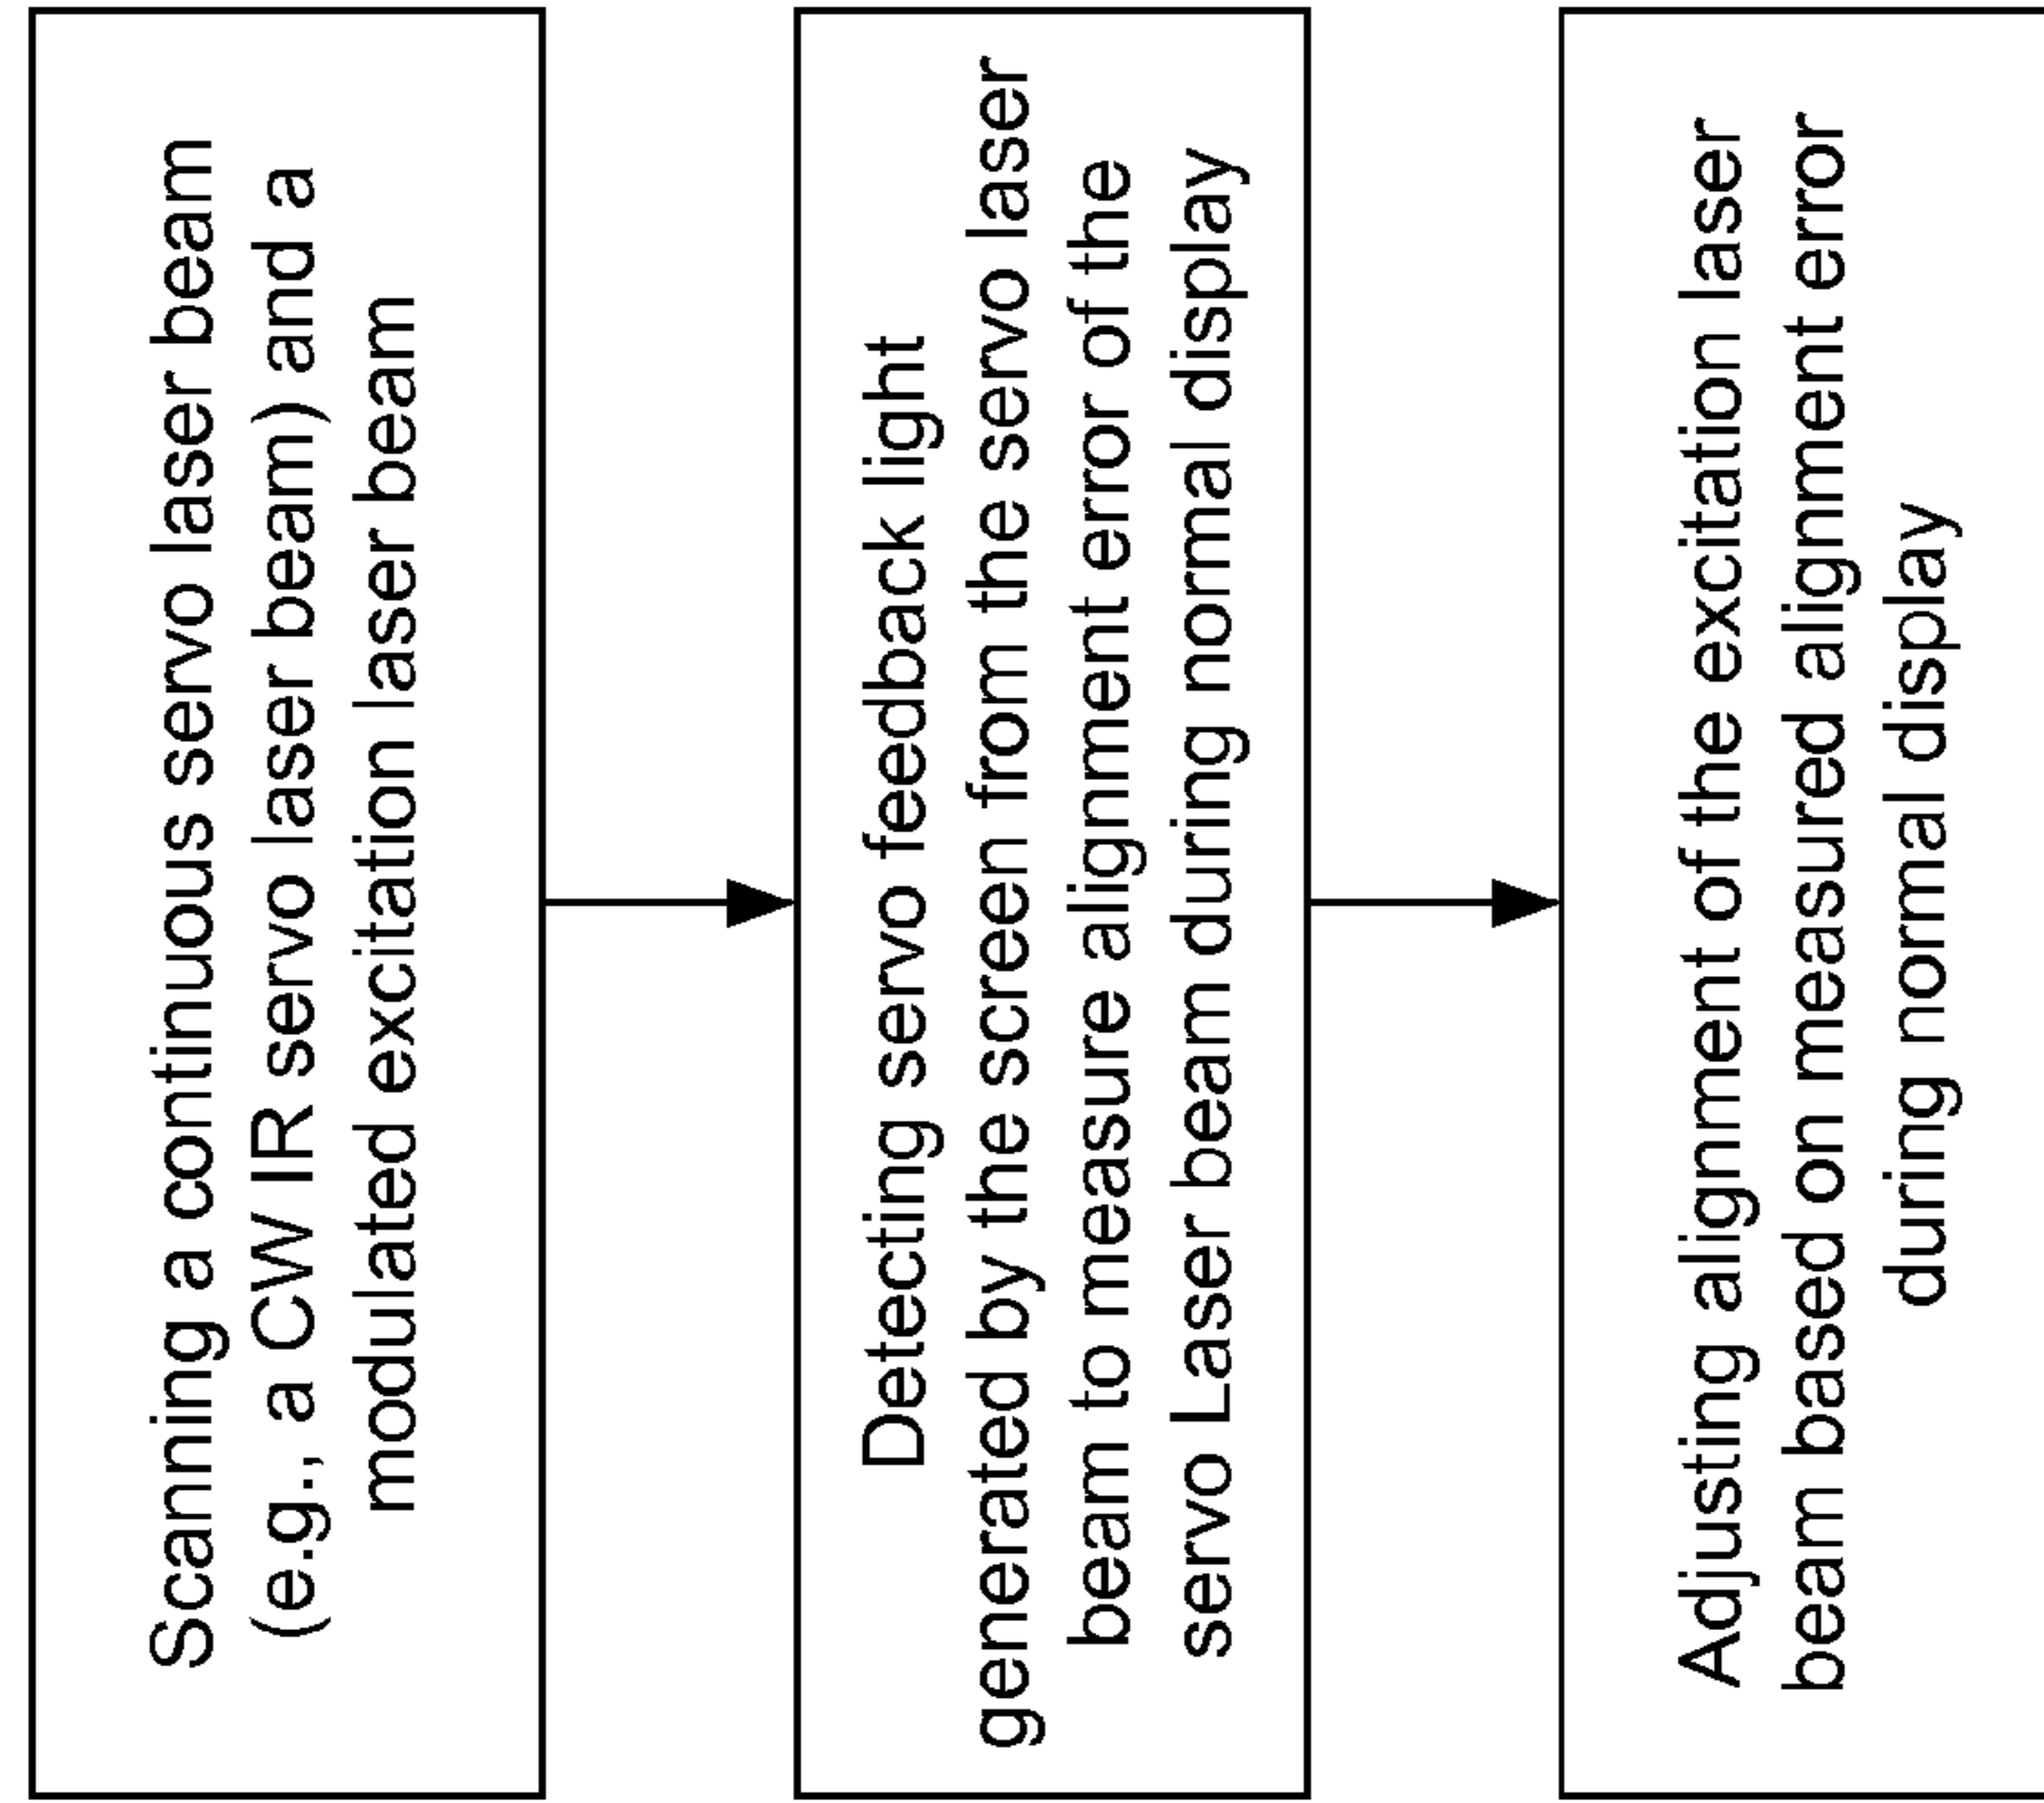 Scanning a continuous servo laser beam
(e.g., a CW IR servo laser beam) and a
modulated excitation laser beam
Detecting servo feedback light
generated by the screen from the servo laser
beam to measure alignment error of the
servo Laser beam during normal display
Adjusting alignment of the excitation laser
beam based on measured alignment error
during normal display